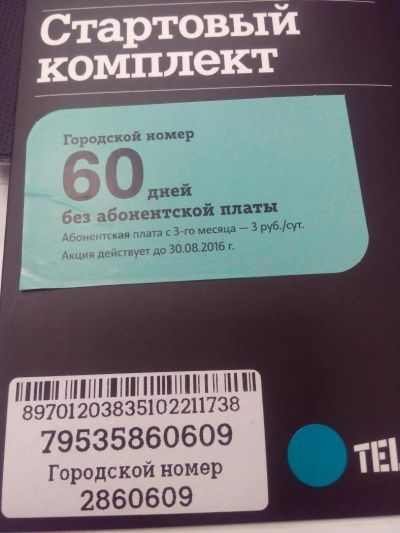 Стартовый
комплект
Городской номер
60 дней
без абонентской платы
Абонентская плата с 3-го месяца — 3 руб./сут.
Акция действует до 30.08.2016 г.
89701203835102211738
79535860609
Городской номер
2860609
TEL